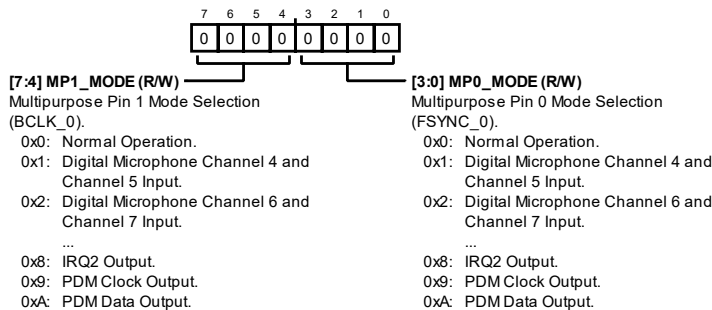 7 6 5 4 3 2 1 0
0 0 0 0 0 0 0 0
[7:4] MP1_MODE (R/W)
Multipurpose Pin 1 Mode Selection
(BCLK_0).
0x0: Normal Operation.
0x1: Digital Microphone Channel 4 and
Channel 5 Input.
0x2: Digital Microphone Channel 6 and
Channel 7 Input.
...
0x8: IRQ2 Output.
0x9: PDM Clock Output.
0xA: PDM Data Output.
[3:0] MP0_MODE (R/W)
Multipurpose Pin 0 Mode Selection
(FSYNC_0).
0x0: Normal Operation.
0x1: Digital Microphone Channel 4 and
Channel 5 Input.
0x2: Digital Microphone Channel 6 and
Channel 7 Input.
...
0x8: IRQ2 Output.
0x9: PDM Clock Output.
0xA: PDM Data Output.